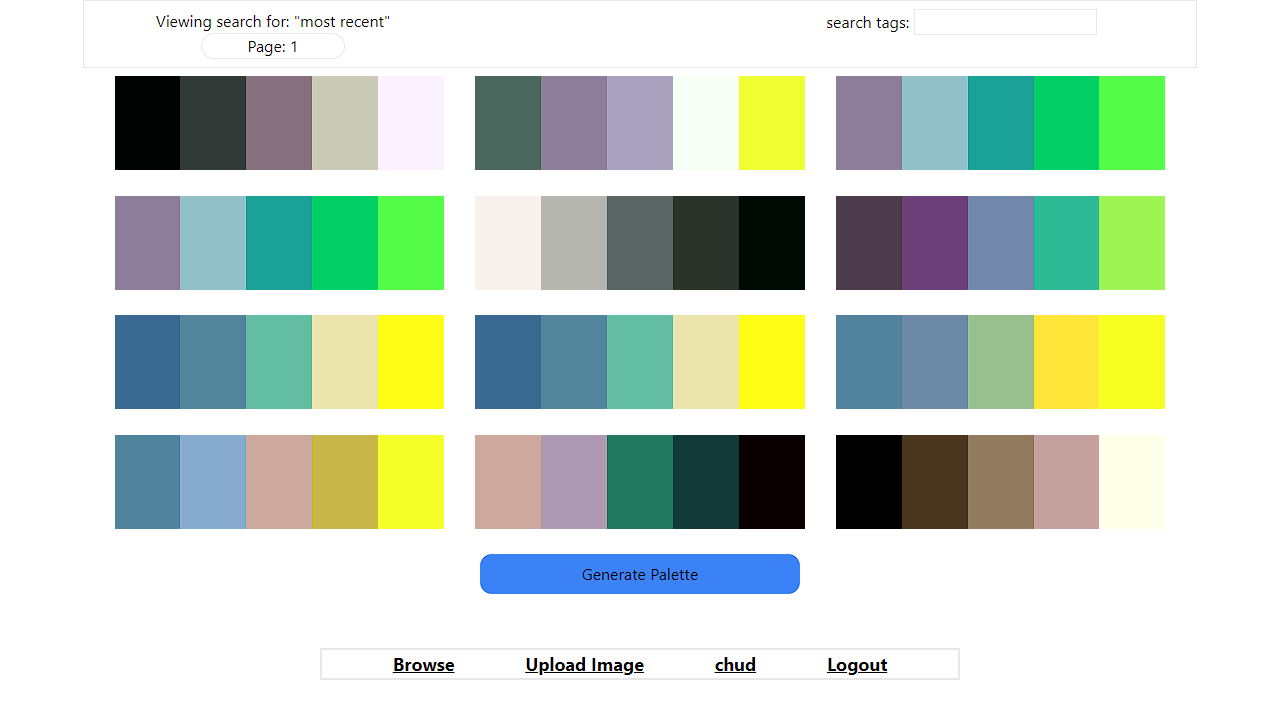 Viewing search for: "most recent"
search tags:
Page: 1
Generate Palette
Browse
Upload Image
chud
Logout